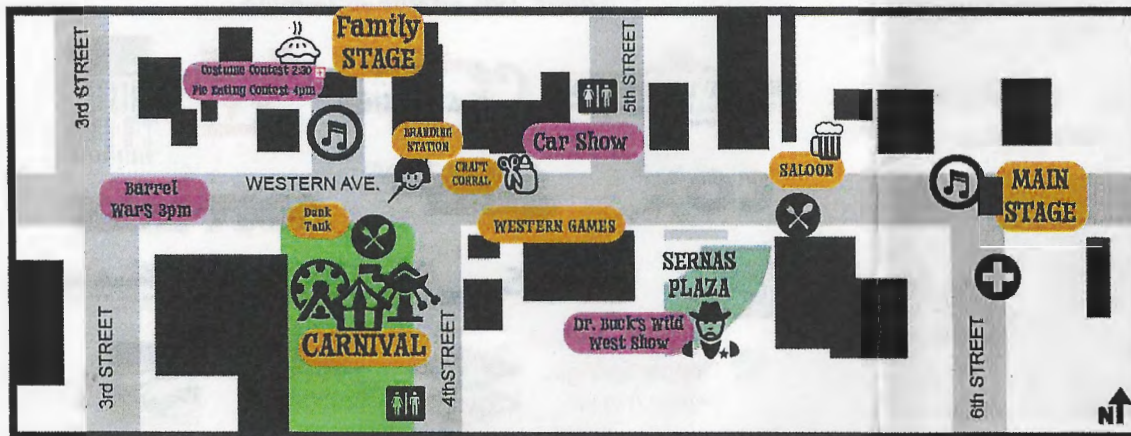 Family
STAGE
3rd STREET
Costume Contest 2:30
Pie Eating Contest 4pm
5th STREET
BRANDING
STATION
Car Show
CRAFT
CORRAL
SALOON
WESTERN AVE.
Barrel
Wars 3pm
MAIN
STAGE
Dunk
Tank
WESTERN GAMES
SERNAS
PLAZA
Dr. Buck's Wild
West Show
CARNIVAL
3rd STREET
4thSTREET
6th STREET
N